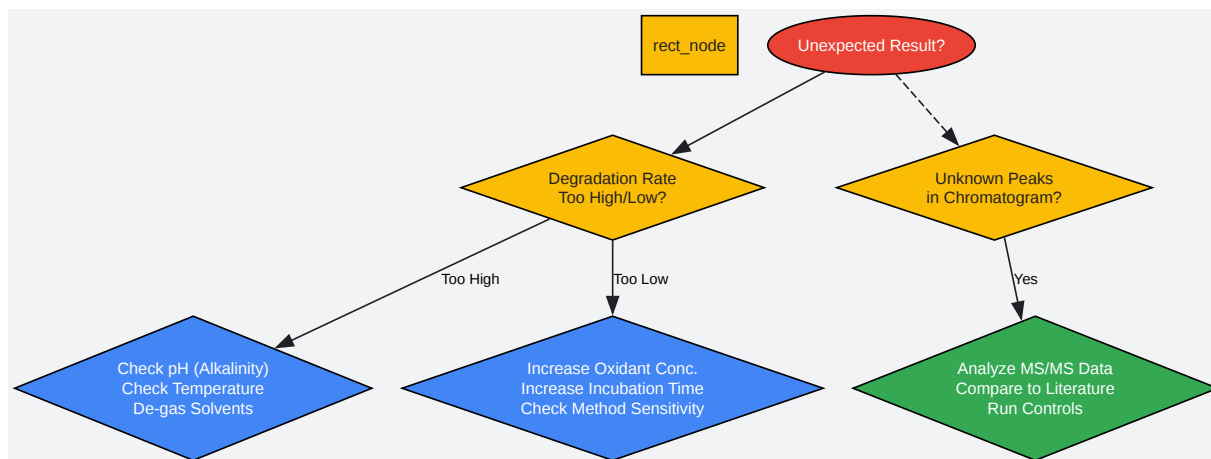 rect_node
Unexpected Result?
Degradation Rate
Too High/Low?
Unknown Peaks
in Chromatogram?
Too High
Too Low
Yes
Check pH (Alkalinity)
Check Temperature
De-gas Solvents
Increase Oxidant Conc.
Increase Incubation Time
Check Method Sensitivity
Analyze MS/MS Data
Compare to Literature
Run Controls